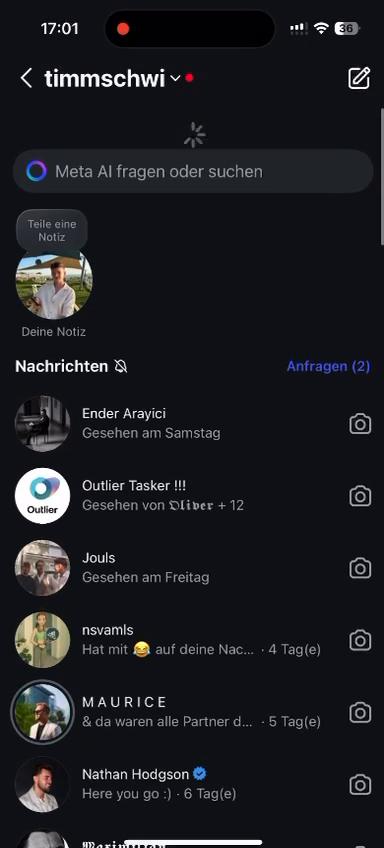 17:01
36
timmschwi
Meta AI fragen oder suchen
Teile eine
Notiz
Deine Notiz
Nachrichten
Anfragen (2)
Ender Arayici
Gesehen am Samstag
Outlier Tasker !!!
Outlier
Gesehen von 𝕺𝖑𝖎𝖛𝖊𝖗 + 12
Jouls
Gesehen am Freitag
nsvamls
Hat mit 😂 auf deine Nac... · 4 Tag(e)
M A U R I C E
& da waren alle Partner d... · 5 Tag(e)
Nathan Hodgson
Here you go :) · 6 Tag(e)